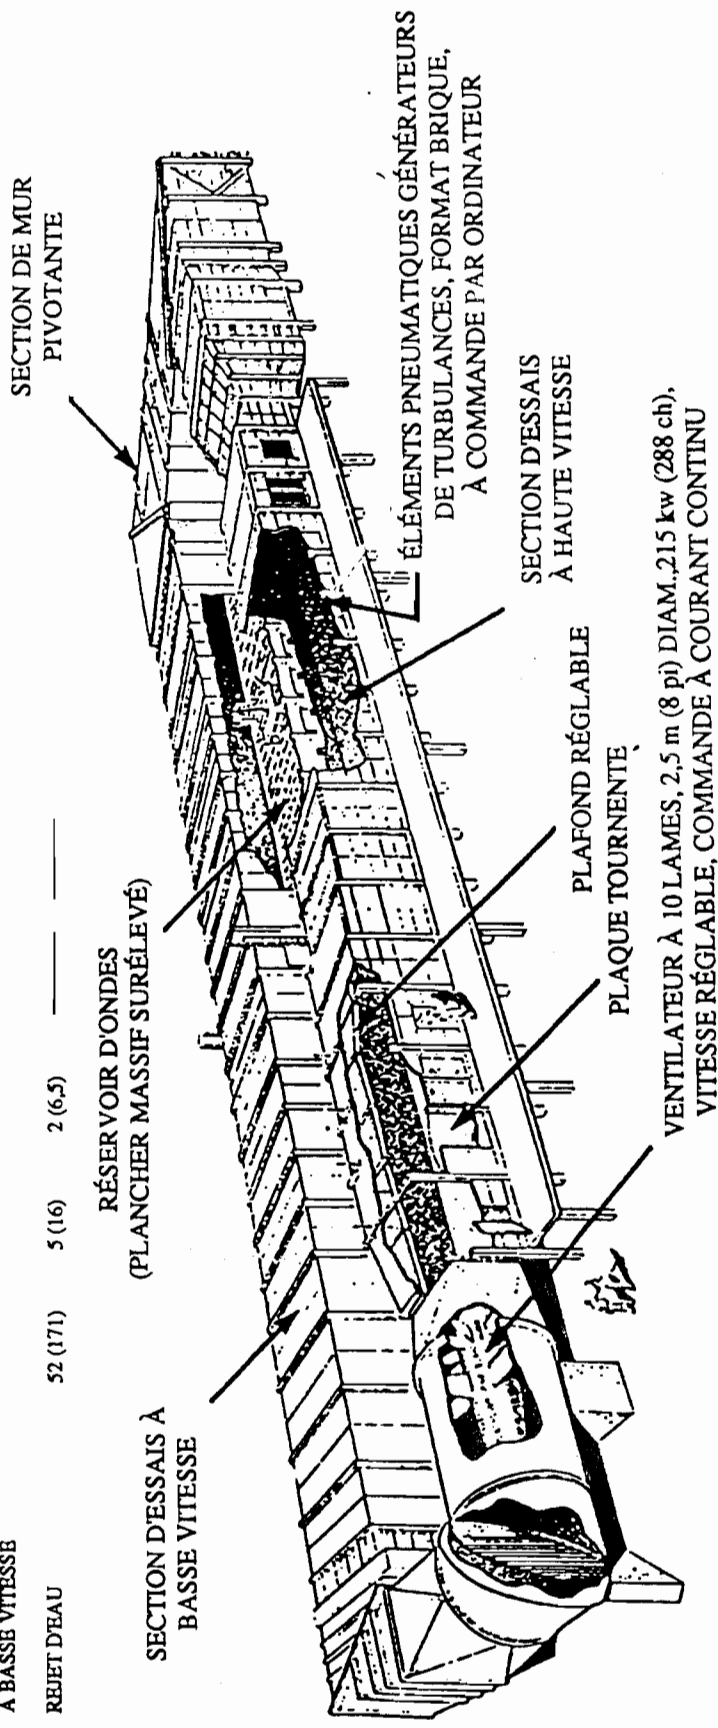 À BASSE VITESSE
REJET D'EAU 52 (171) 5 (16) 2 (6,5)
SECTION DE MUR
PIVOTANTE
RÉSERVOIR D'ONDES
(PLANCHER MASSIF SURÉLEVÉ)
SECTION D'ESSAIS À
BASSE VITESSE
ÉLÉMENTS PNEUMATIQUES GÉNÉRATEURS
DE TURBULANCES, FORMAT BRIQUE,
À COMMANDE PAR ORDINATEUR
SECTION D'ESSAIS
À HAUTE VITESSE
PLAFOND RÉGLABLE
PLAQUE TOURNENTE
VENTILATEUR À 10 LAMES, 2,5 m (8 pi) DIAM.,215 kw (288 ch),
VITESSE RÉGLABLE, COMMANDE À COURANT CONTINU